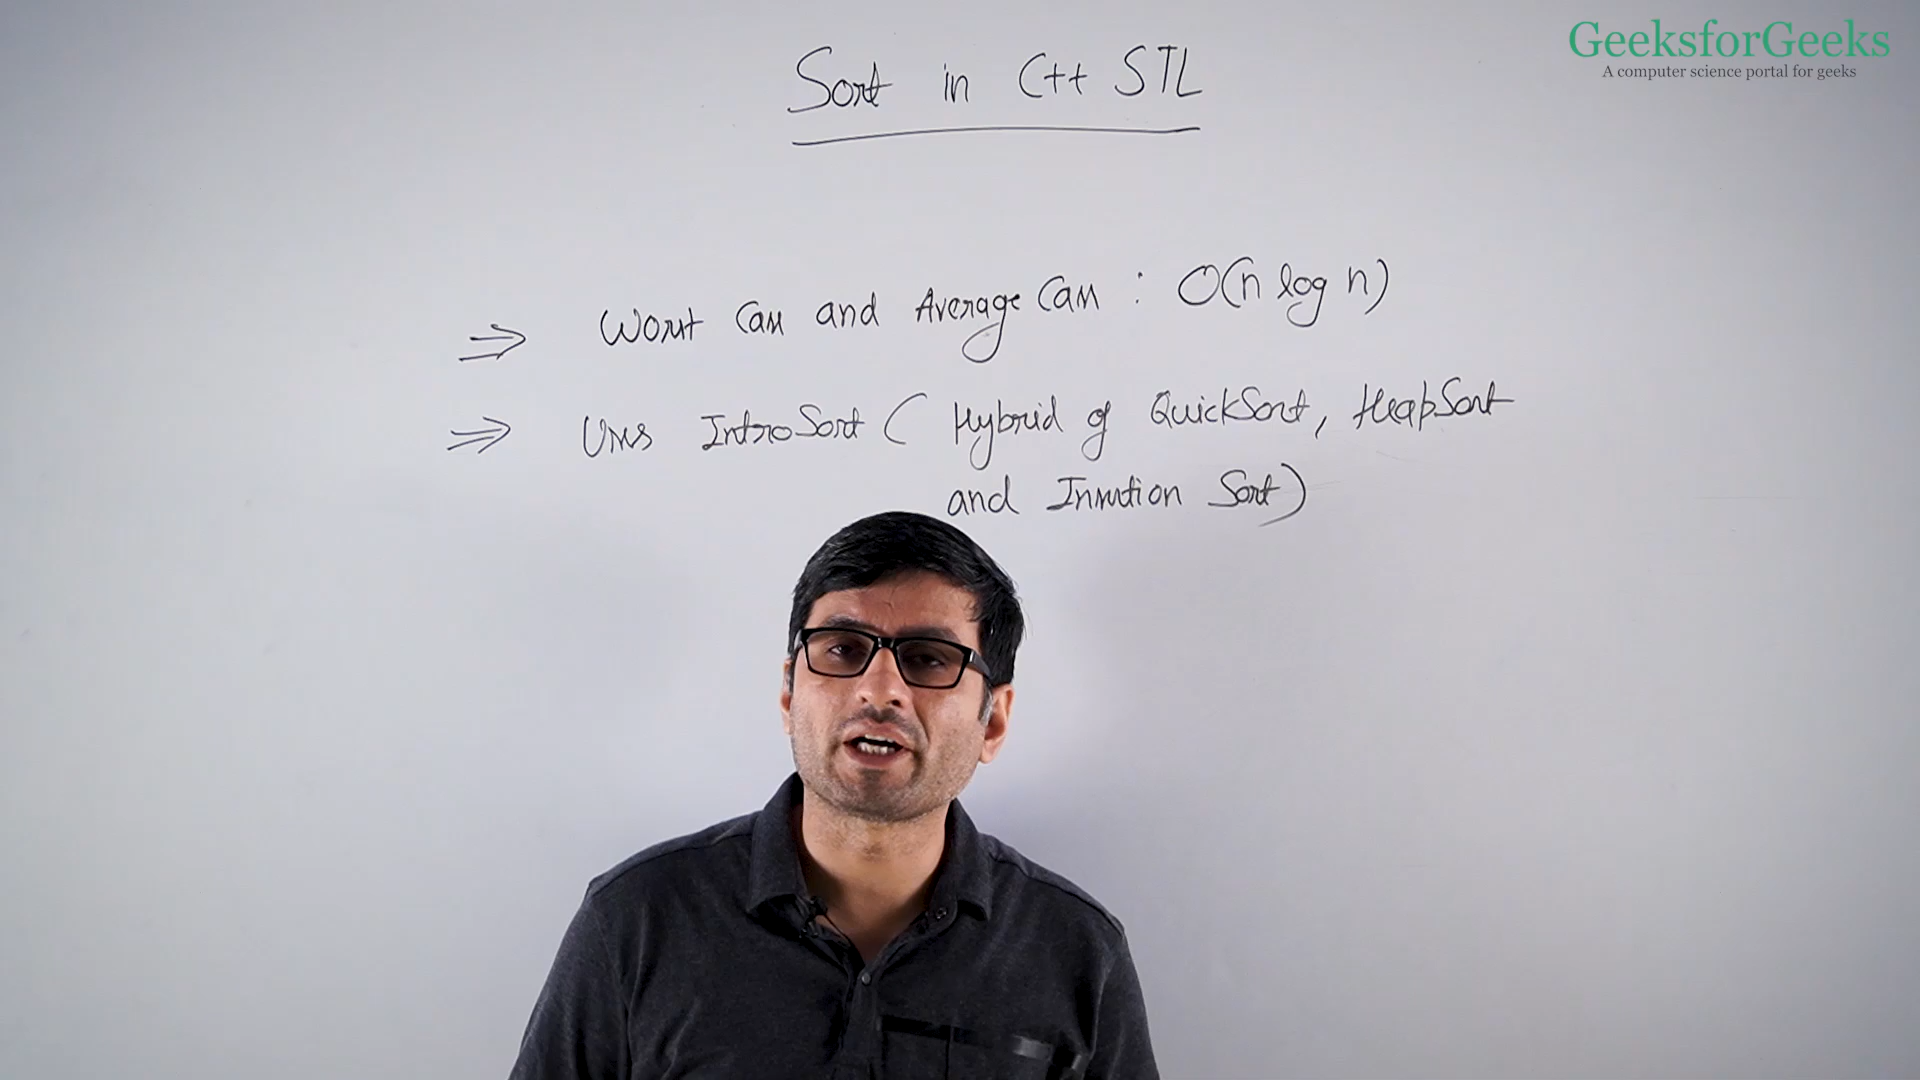 GeeksforGeeks
A computer science portal for geeks
Sort in C++ STL
⇒ Worst Case and Average Case : O(n log n)
⇒ Uses IntroSort ( Hybrid of QuickSort, HeapSort
and Insertion Sort)